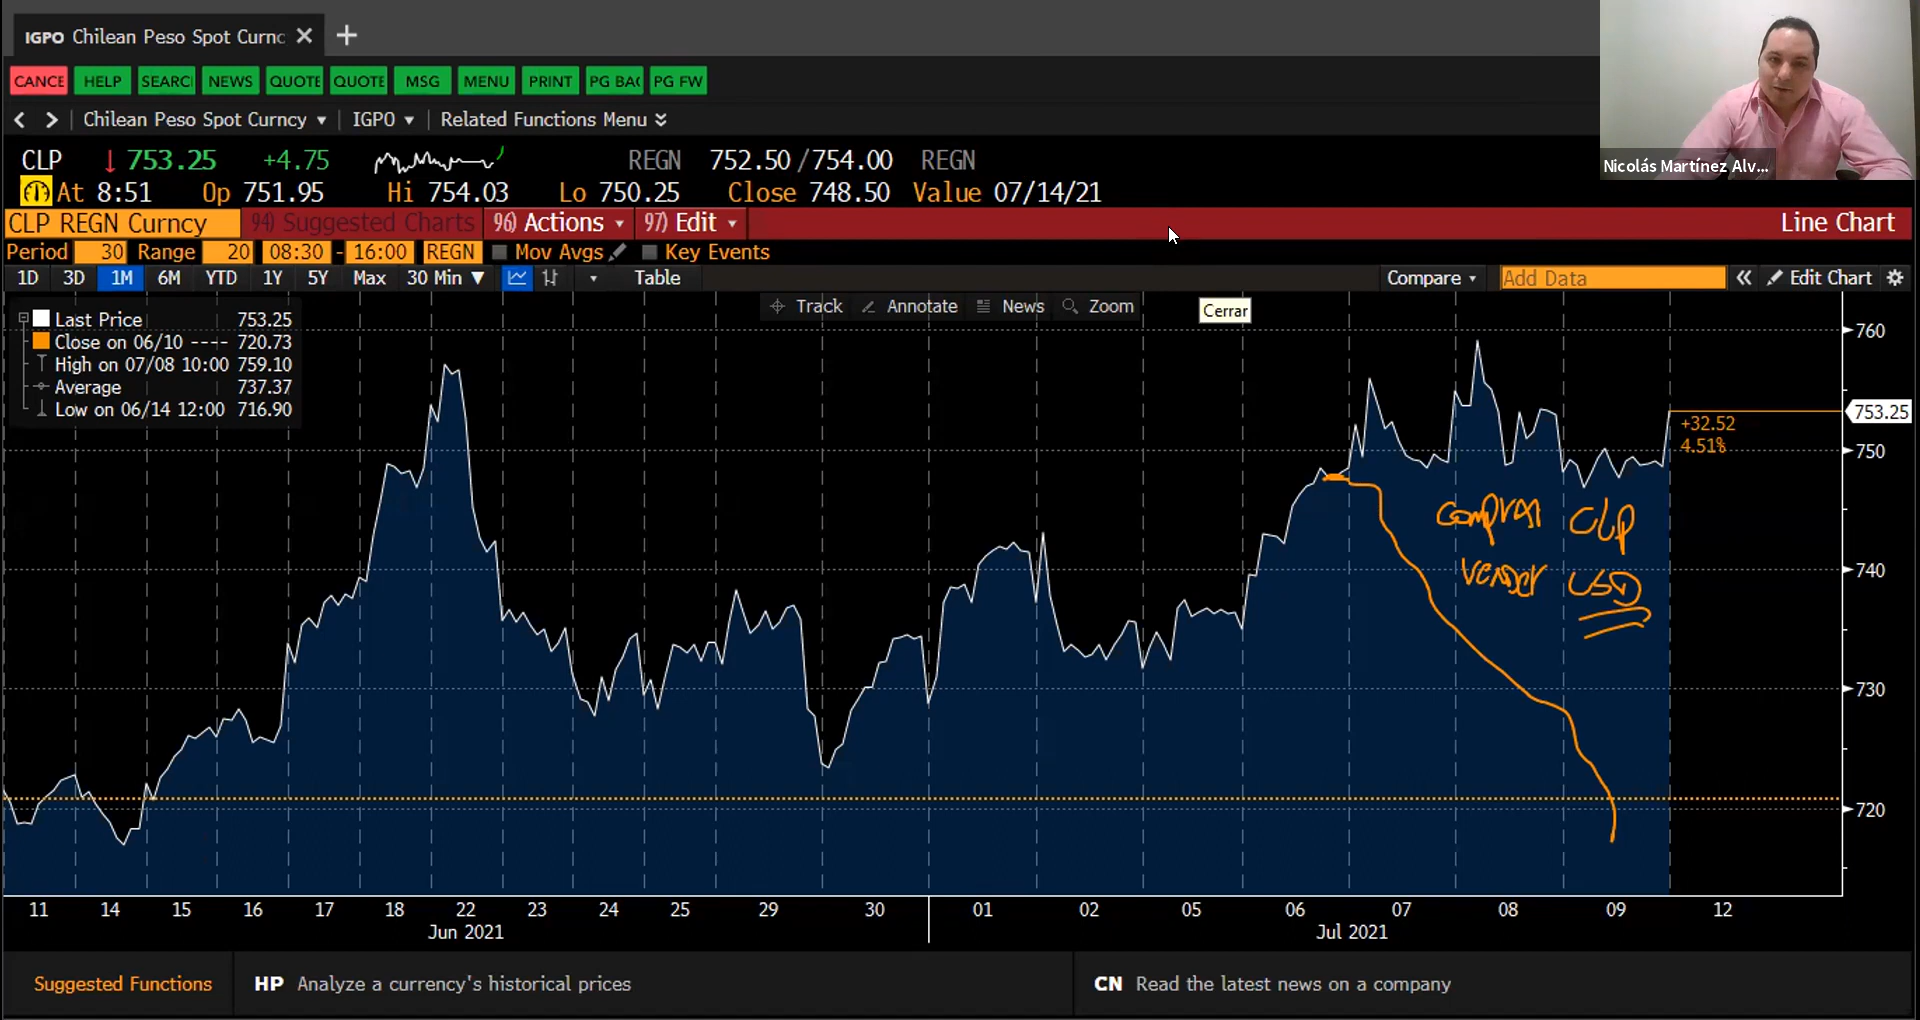 IGPO Chilean Peso Spot Curnc
CANCE HELP SEARCI NEWS QUOTE QUOTE MSG MENU PRINT PG BAC PG FW
Chilean Peso Spot Curncy IGPO Related Functions Menu
CLP 753.25 +4.75 REGN 752.50 /754.00 REGN
At 8:51 Op 751.95 Hi 754.03 Lo 750.25 Close 748.50 Value 07/14/21
Nicolás Martínez Alv...
CLP REGN Curncy 94) Suggested Charts 96) Actions 97) Edit Line Chart
Period 30 Range 20 08:30 - 16:00 REGN Mov Avgs Key Events
1D 3D 1M 6M YTD 1Y 5Y Max 30 Min Table Compare Add Data Edit Chart
Track Annotate News Zoom Cerrar
Last Price 753.25
Close on 06/10 ---- 720.73
High on 07/08 10:00 759.10
Average 737.37
Low on 06/14 12:00 716.90
760
753.25
+32.52
4.51%
750
740
730
720
comprar CLP
vender USD
11 14 15 16 17 18 22 23 24 25 29 30 01 02 05 06 07 08 09 12
Jun 2021 Jul 2021
Suggested Functions HP Analyze a currency's historical prices CN Read the latest news on a company